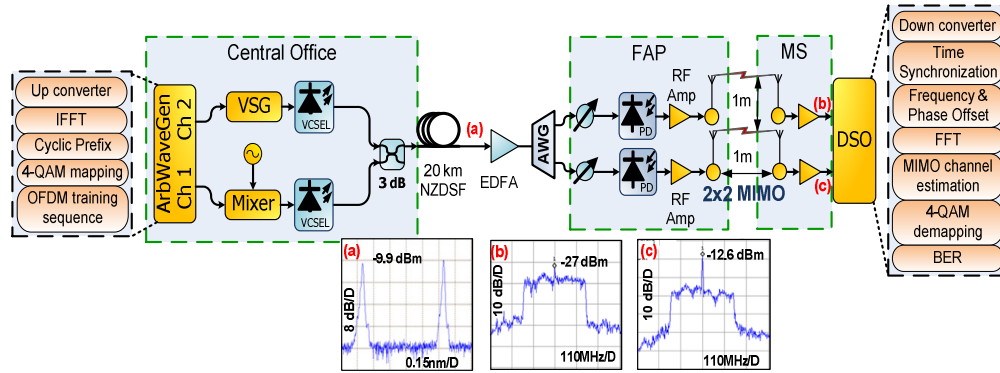 Up converter
IFFT
Cyclic Prefix
4-QAM mapping
OFDM training
sequence
Central Office
ArbWaveGen
Ch 1 Ch 2
VSG
Mixer
VCSEL
VCSEL
3 dB
20 km
NZDSF
(a)
EDFA
AWG
FAP
PD
PD
RF
Amp
RF
Amp
1m
1m
2x2 MIMO
MS
(b)
(c)
DSO
Down converter
Time
Synchronization
Frequency &
Phase Offset
FFT
MIMO channel
estimation
4-QAM
demapping
BER
(a)
-9.9 dBm
8 dB/D
0.15nm/D
(b)
-27 dBm
10 dB/D
110MHz/D
(c)
-12.6 dBm
10 dB/D
110MHz/D